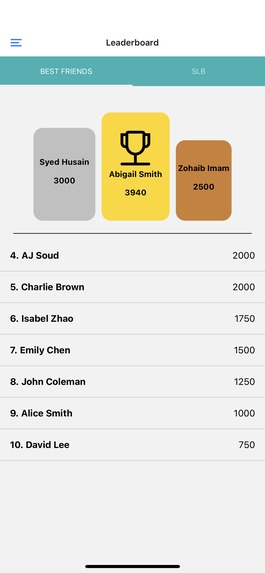 Leaderboard
BEST FRIENDS
SLB
Syed Husain
3000
Abigail Smith
3940
Zohaib Imam
2500
4. AJ Soud 2000
5. Charlie Brown 2000
6. Isabel Zhao 1750
7. Emily Chen 1500
8. John Coleman 1250
9. Alice Smith 1000
10. David Lee 750